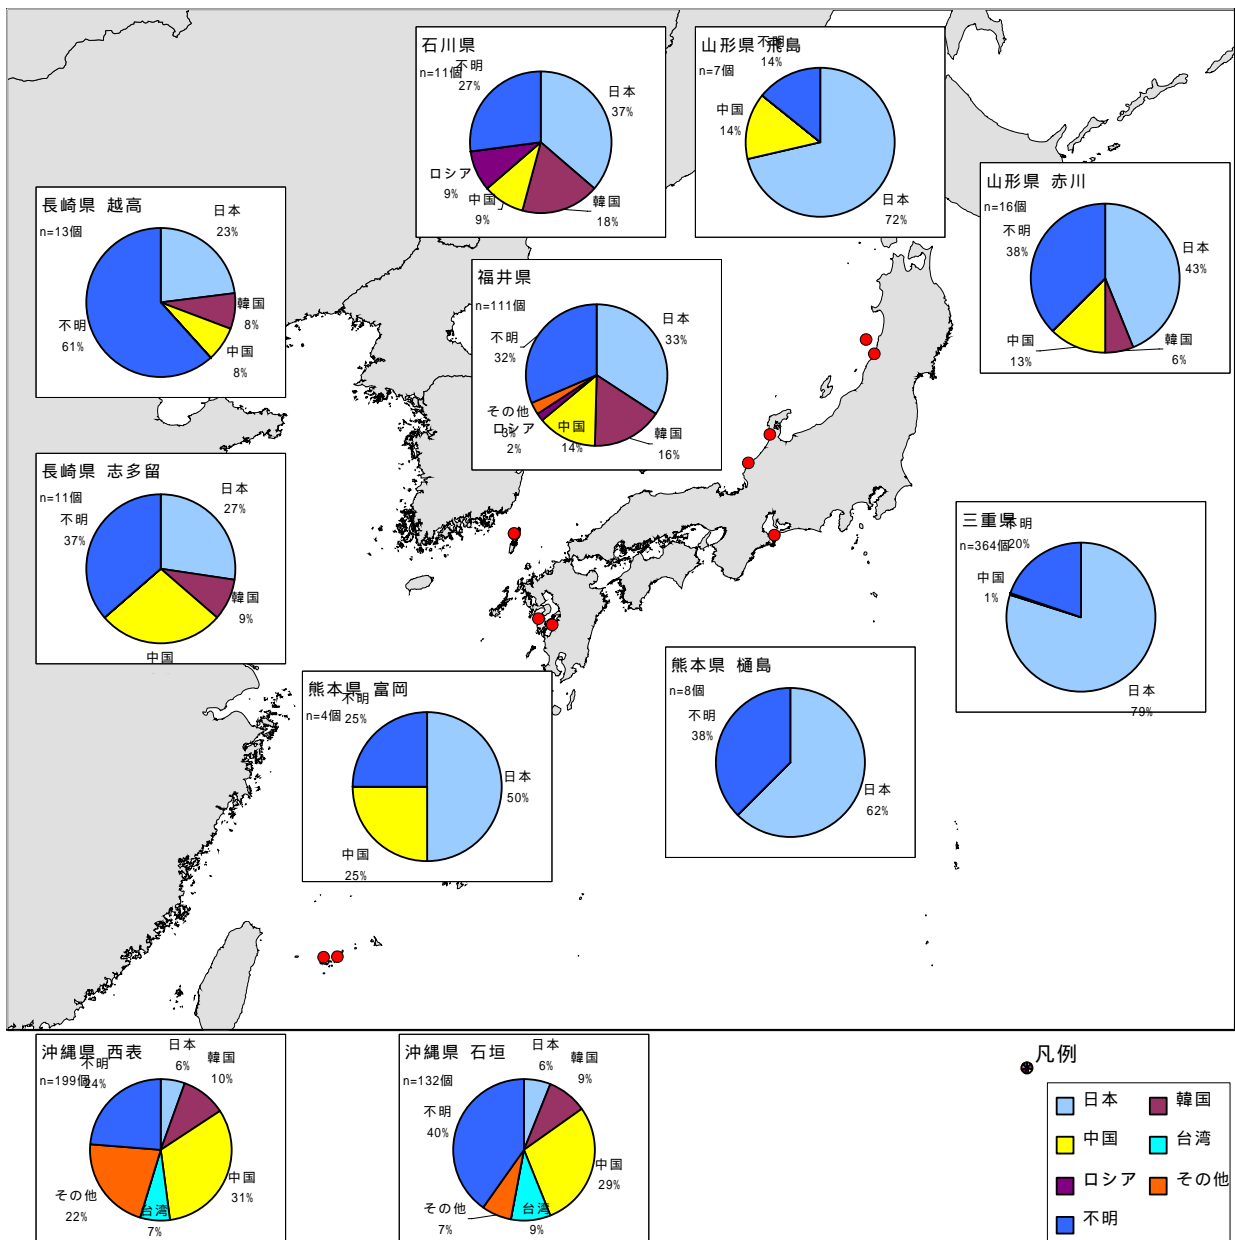 石川県
n=11個
不明
27%
日本
37%
ロシア
9%
中国
9%
韓国
18%
山形県 飛島
n=7個
不明
14%
中国
14%
日本
72%
山形県 赤川
n=16個
不明
38%
日本
43%
中国
13%
韓国
6%
長崎県 越高
n=13個
日本
23%
韓国
8%
中国
8%
不明
61%
福井県
n=111個
不明
32%
日本
33%
その他
3%
ロシア
2%
中国
14%
韓国
16%
長崎県 志多留
n=11個
不明
37%
日本
27%
韓国
9%
中国
三重県
n=364個
不明
20%
中国
1%
日本
79%
熊本県 富岡
n=4個
不明
25%
日本
50%
中国
25%
熊本県 樋島
n=8個
不明
38%
日本
62%
沖縄県 西表
n=199個
不明
24%
日本
6%
韓国
10%
中国
31%
台湾
7%
その他
22%
沖縄県 石垣
n=132個
不明
40%
日本
6%
韓国
9%
中国
29%
台湾
9%
その他
7%
凡例
日本 韓国
中国 台湾
ロシア その他
不明